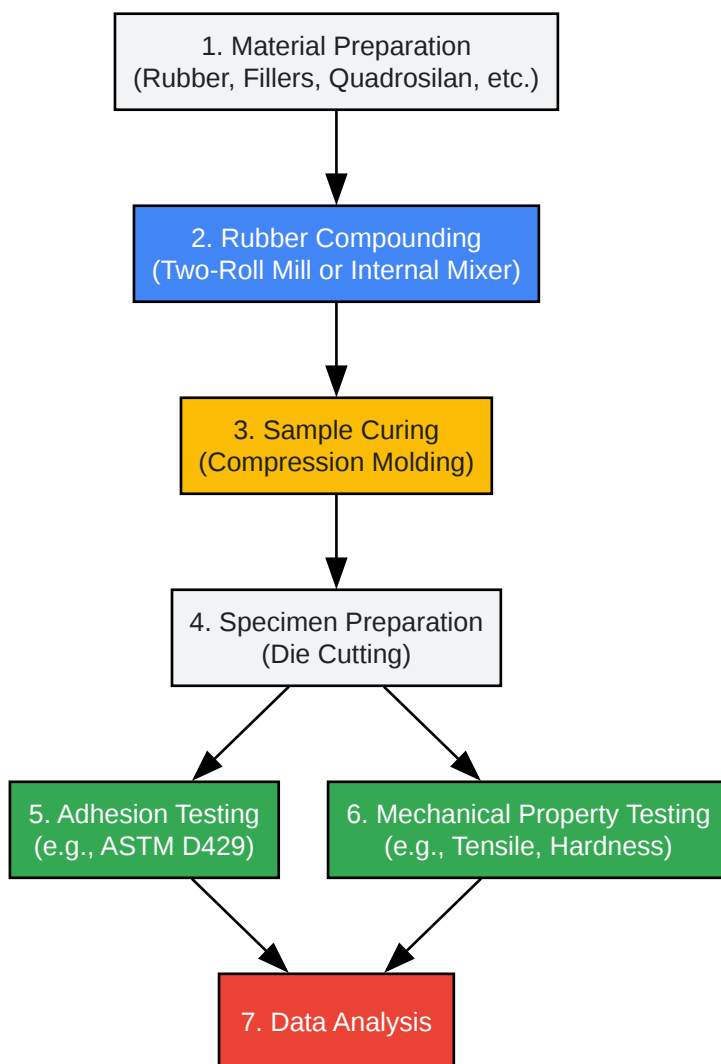 1. Material Preparation
(Rubber, Fillers, Quadrosilan, etc.)
2. Rubber Compounding
(Two-Roll Mill or Internal Mixer)
3. Sample Curing
(Compression Molding)
4. Specimen Preparation
(Die Cutting)
5. Adhesion Testing
(e.g., ASTM D429)
6. Mechanical Property Testing
(e.g., Tensile, Hardness)
7. Data Analysis